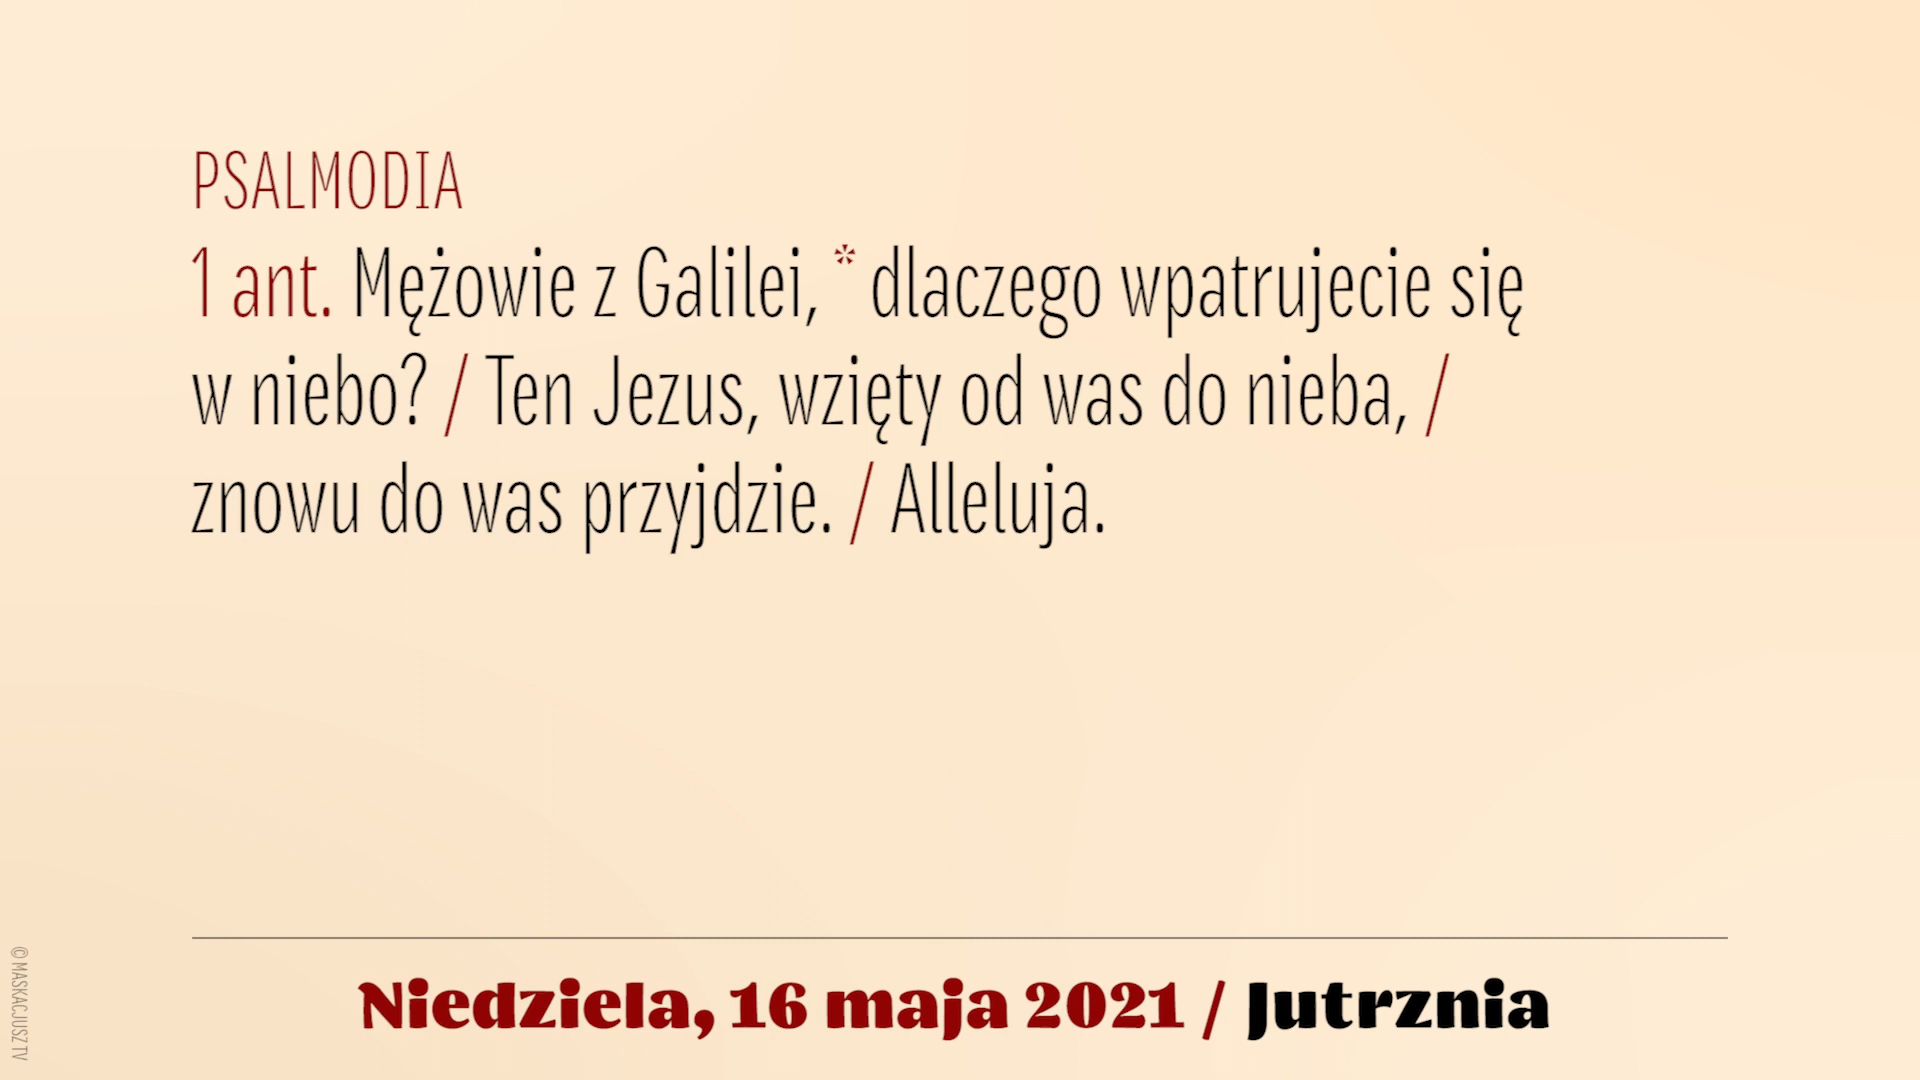 PSALMODIA
1 ant. Mężowie z Galilei, * dlaczego wpatrujecie się
w niebo? / Ten Jezus, wzięty od was do nieba, /
znowu do was przyjdzie. / Alleluja.
Niedziela, 16 maja 2021 / Jutrznia
© MASKACJUSZ TV